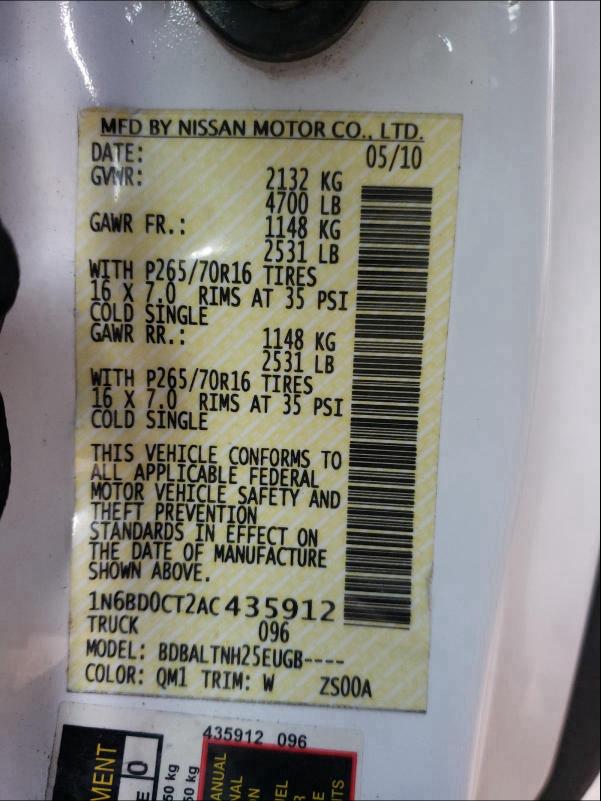 MFD BY NISSAN MOTOR CO., LTD.
DATE: 05/10
GVWR: 2132 KG
4700 LB
GAWR FR.: 1148 KG
2531 LB
WITH P265/70R16 TIRES
16 X 7.0 RIMS AT 35 PSI
COLD SINGLE
GAWR RR.: 1148 KG
2531 LB
WITH P265/70R16 TIRES
16 X 7.0 RIMS AT 35 PSI
COLD SINGLE
THIS VEHICLE CONFORMS TO
ALL APPLICABLE FEDERAL
MOTOR VEHICLE SAFETY AND
THEFT PREVENTION
STANDARDS IN EFFECT ON
THE DATE OF MANUFACTURE
SHOWN ABOVE.
1N6BD0CT2AC435912
TRUCK 096
MODEL: BDBALTNH25EUGB----
COLOR: QM1 TRIM: W ZS00A
435912 096